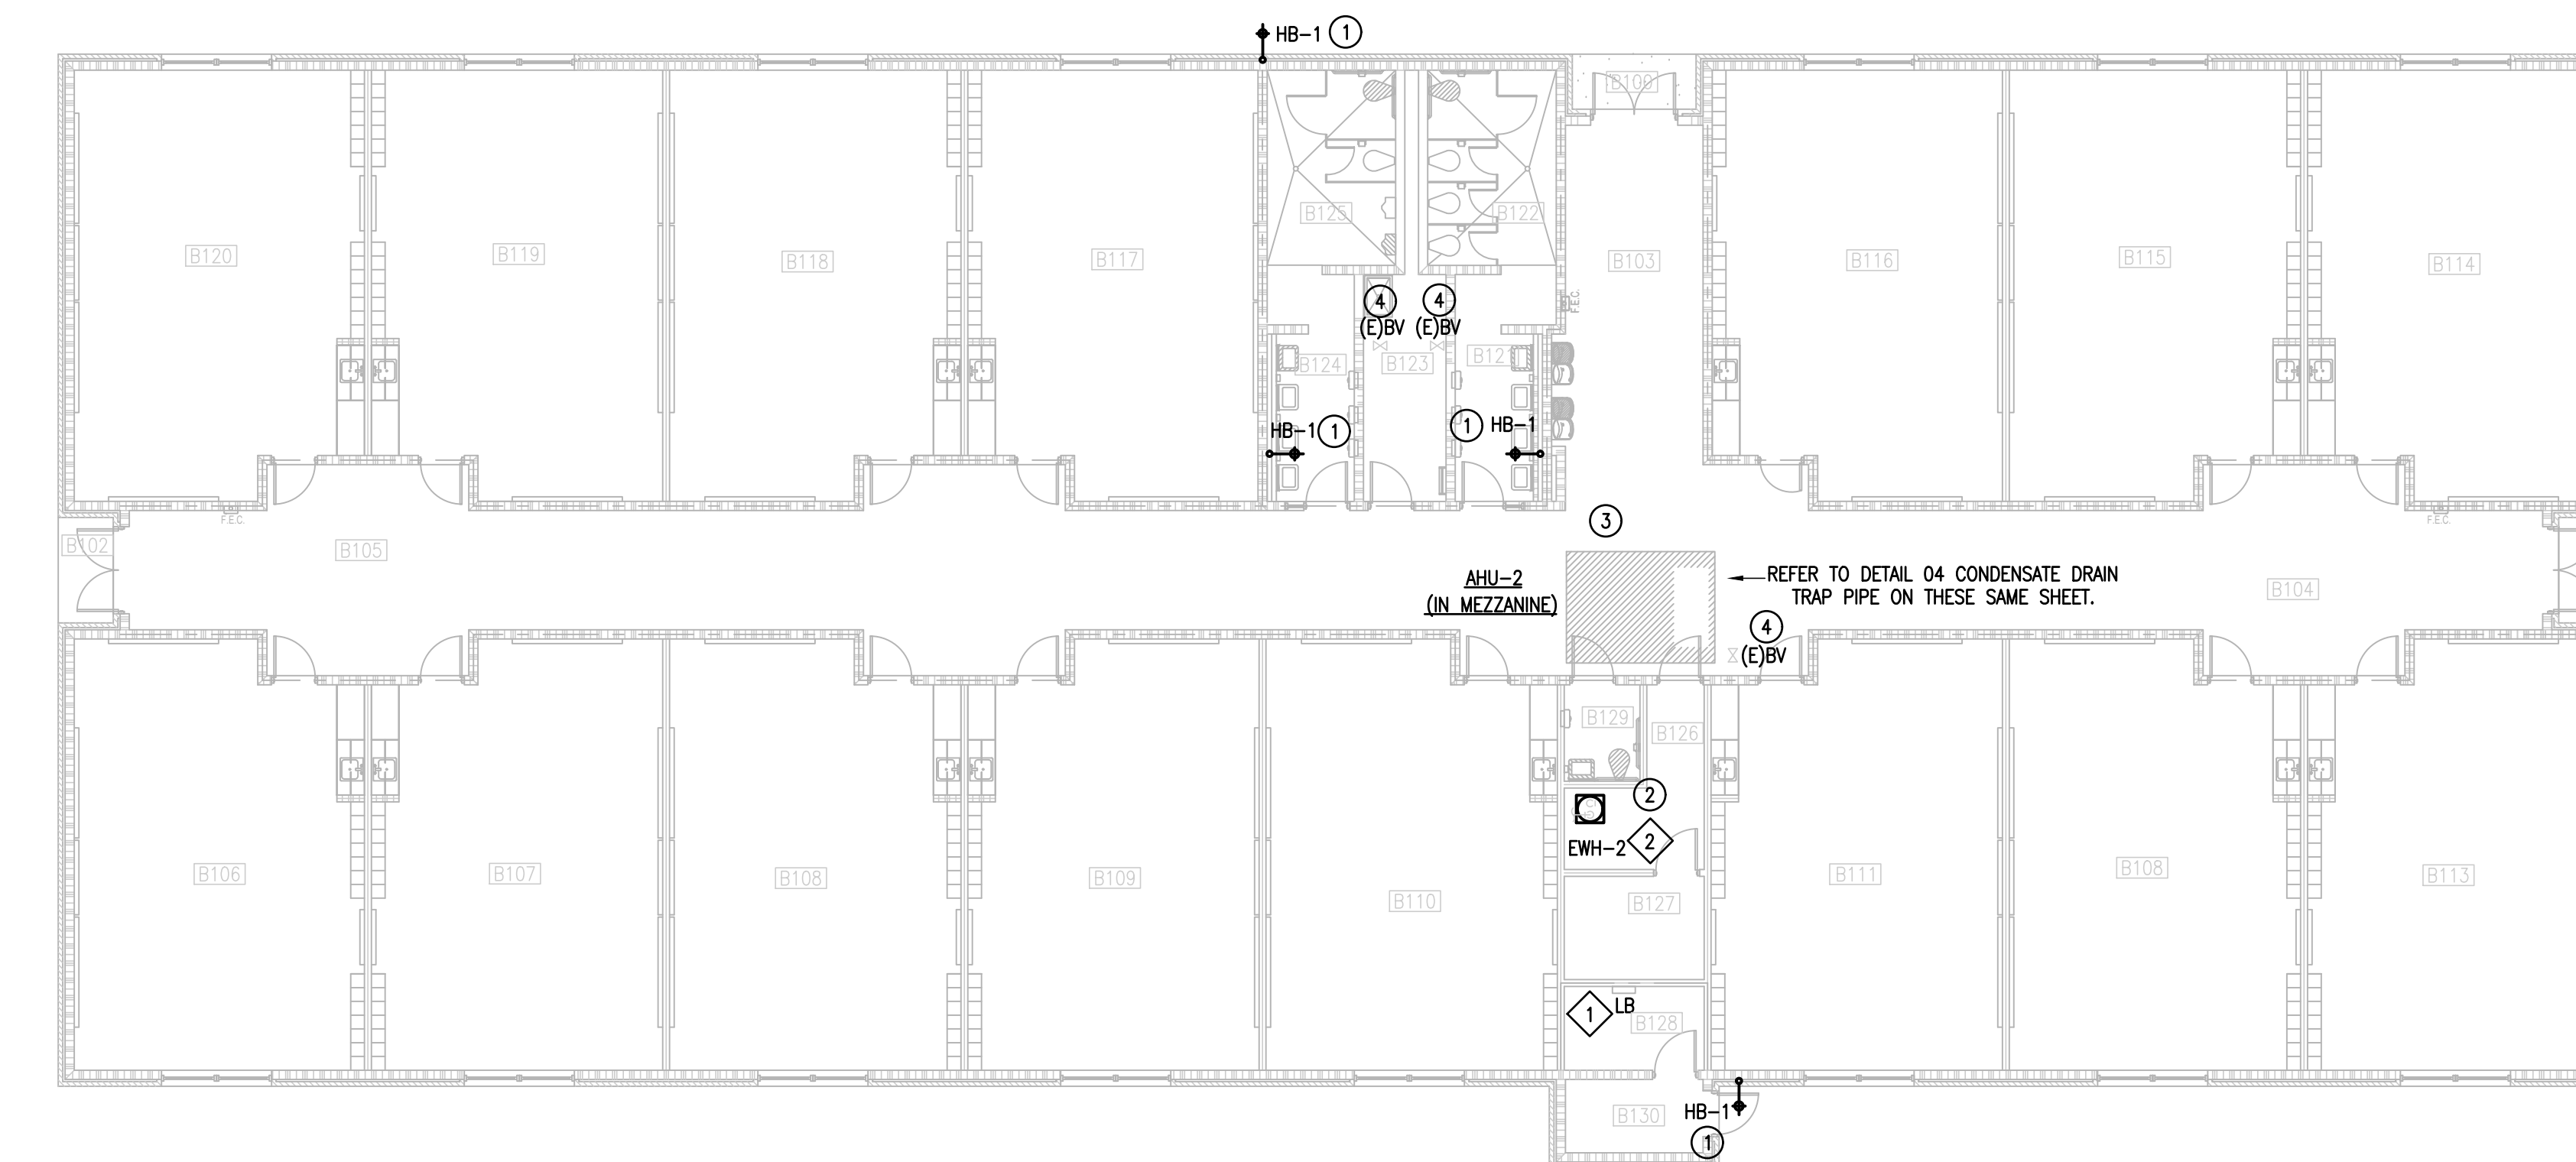 HB-1 1
B100
B120
B119
B118
B117
B125
B122
B103
B116
B115
B114
4
(E)BV
4
(E)BV
F.E.C.
B124
B123
B121
HB-1 1
1 HB-1
F.E.C.
3
F.E.C.
B102
B105
AHU-2
(IN MEZZANINE)
REFER TO DETAIL 04 CONDENSATE DRAIN
TRAP PIPE ON THESE SAME SHEET.
B104
4
(E)BV
B129
B126
2
EWH-2 2
B106
B107
B108
B109
B110
B127
B111
B108
B113
1 LB
B128
HB-1
B130
1